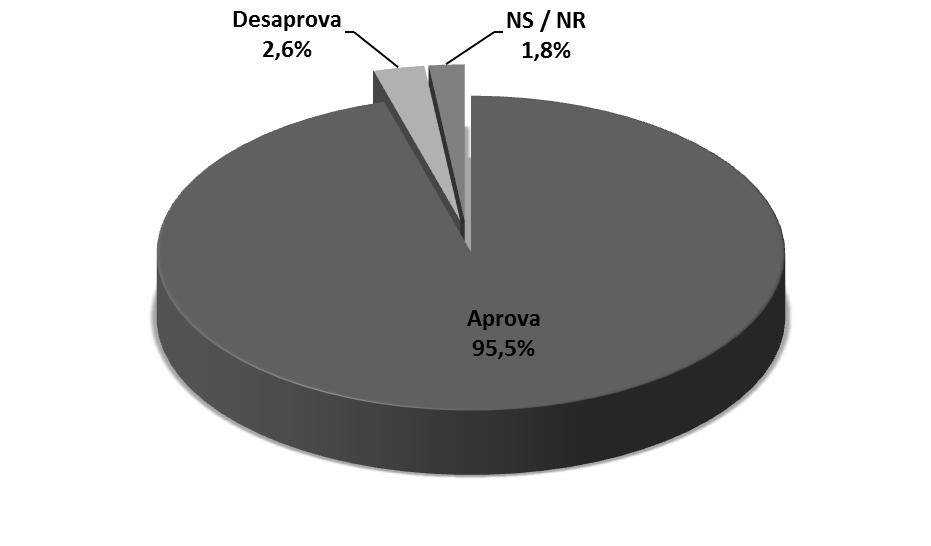 Desaprova
2,6%
NS / NR
1,8%
Aprova
95,5%